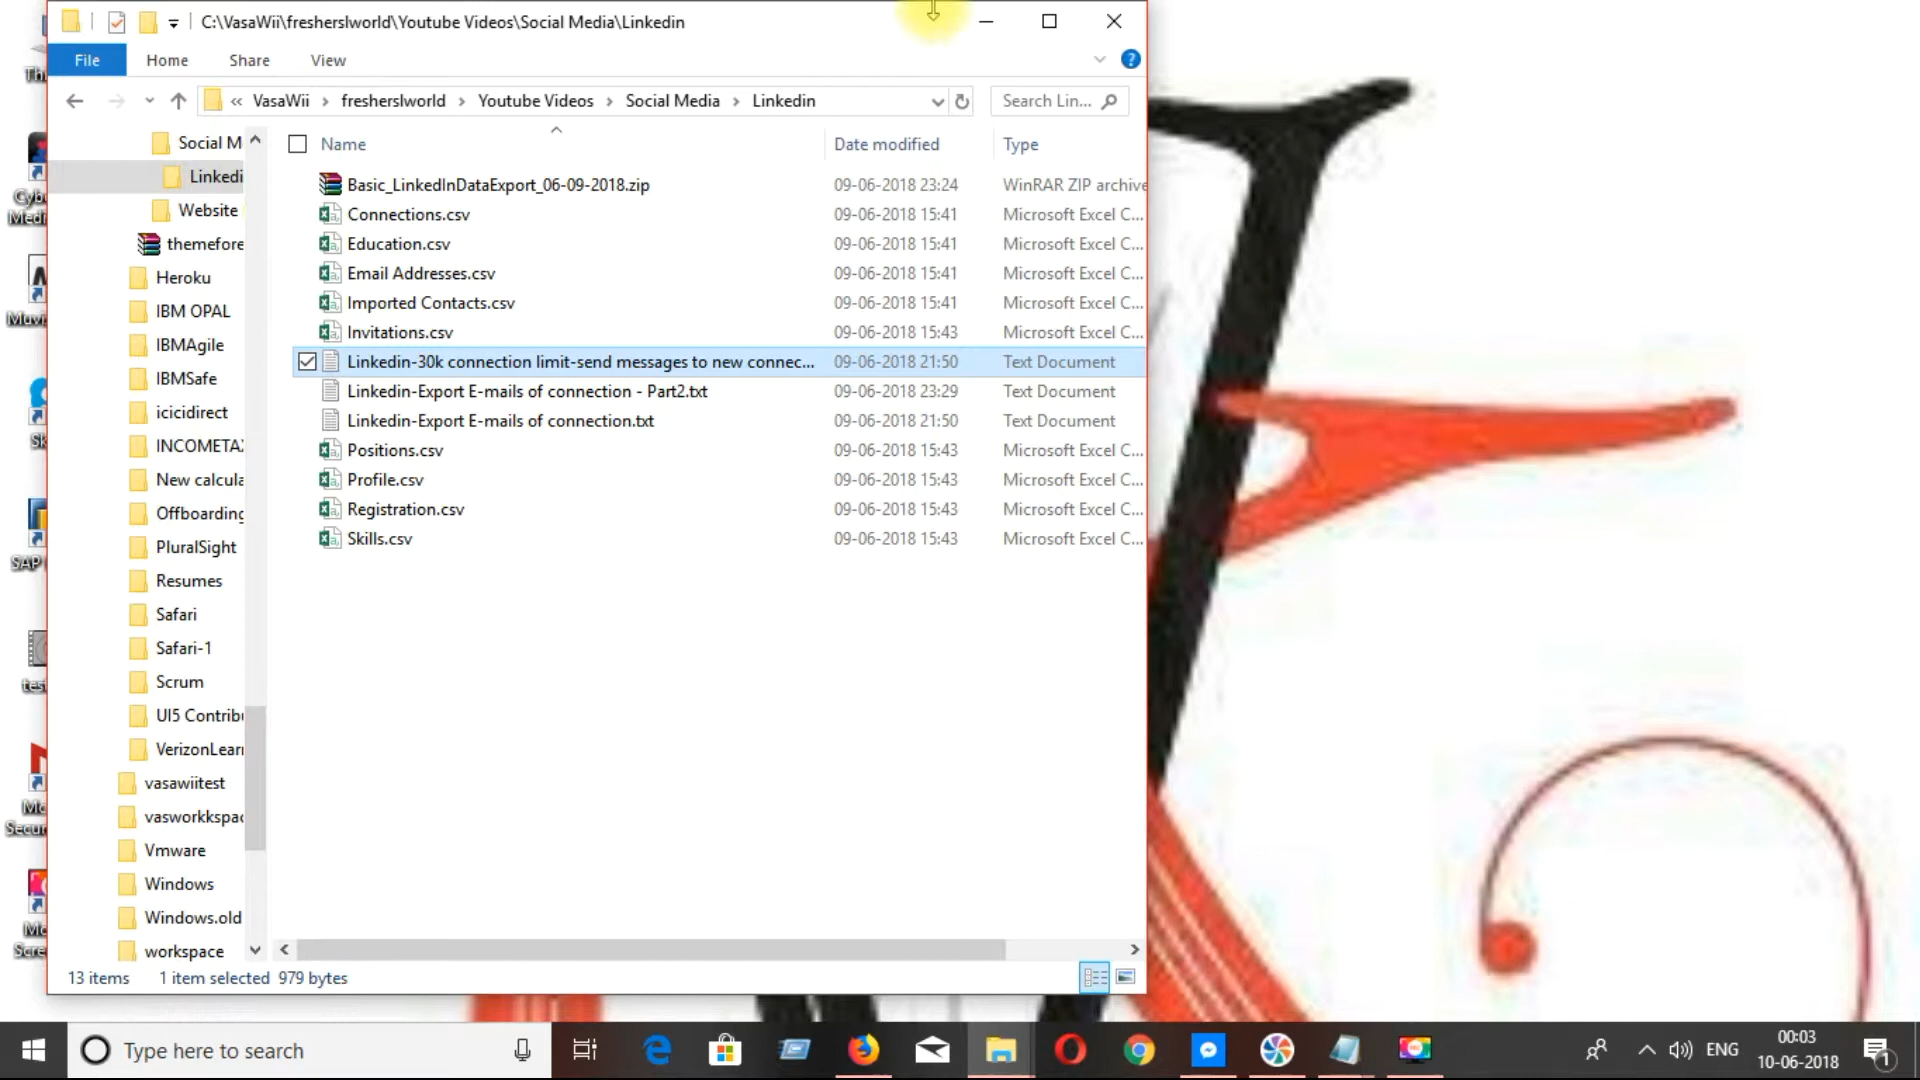 C:\VasaWii\fresherslworld\Youtube Videos\Social Media\Linkedin
File Home Share View
« VasaWii > fresherslworld > Youtube Videos > Social Media > Linkedin
Search Lin...
Name Date modified Type
Basic_LinkedInDataExport_06-09-2018.zip 09-06-2018 23:24 WinRAR ZIP archive
Connections.csv 09-06-2018 15:41 Microsoft Excel C...
Education.csv 09-06-2018 15:41 Microsoft Excel C...
Email Addresses.csv 09-06-2018 15:41 Microsoft Excel C...
Imported Contacts.csv 09-06-2018 15:41 Microsoft Excel C...
Invitations.csv 09-06-2018 15:43 Microsoft Excel C...
Linkedin-30k connection limit-send messages to new connec... 09-06-2018 21:50 Text Document
Linkedin-Export E-mails of connection - Part2.txt 09-06-2018 23:29 Text Document
Linkedin-Export E-mails of connection.txt 09-06-2018 21:50 Text Document
Positions.csv 09-06-2018 15:43 Microsoft Excel C...
Profile.csv 09-06-2018 15:43 Microsoft Excel C...
Registration.csv 09-06-2018 15:43 Microsoft Excel C...
Skills.csv 09-06-2018 15:43 Microsoft Excel C...
Social M
Linkedi
Website
themefore
Heroku
IBM OPAL
IBMAgile
IBMSafe
icicidirect
INCOMETA
New calcula
Offboarding
PluralSight
Resumes
Safari
Safari-1
Scrum
UI5 Contribu
VerizonLear
vasawiitest
vasworkkspac
Vmware
Windows
Windows.old
workspace
13 items 1 item selected 979 bytes
Type here to search
ENG
00:03
10-06-2018
1